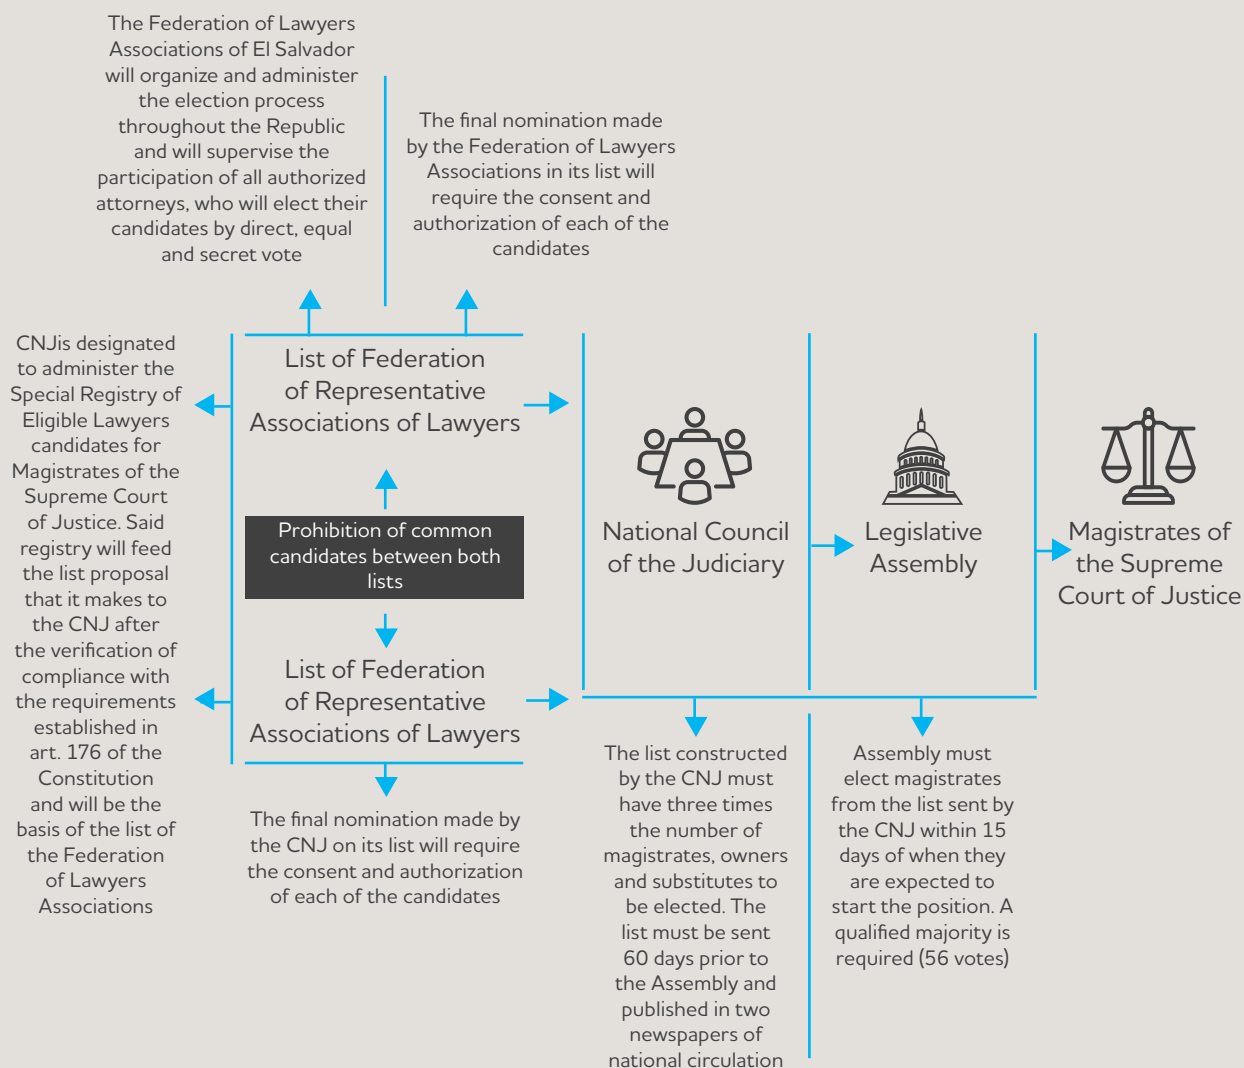 The Federation of Lawyers
Associations of El Salvador
will organize and administer
the election process
throughout the Republic
and will supervise the
participation of all authorized
attorneys, who will elect their
candidates by direct, equal
and secret vote
The final nomination made
by the Federation of Lawyers
Associations in its list will
require the consent and
authorization of each of the
candidates
CNJis designated
to administer the
Special Registry of
Eligible Lawyers
candidates for
Magistrates of the
Supreme Court
of Justice. Said
registry will feed
the list proposal
that it makes to
the CNJ after
the verification of
compliance with
the requirements
established in
art. 176 of the
Constitution
and will be the
basis of the list of
the Federation
of Lawyers
Associations
List of Federation
of Representative
Associations of Lawyers
Prohibition of common
candidates between both
lists
List of Federation
of Representative
Associations of Lawyers
The final nomination made by
the CNJ on its list will require
the consent and authorization
of each of the candidates
National Council
of the Judiciary
Legislative
Assembly
Magistrates of
the Supreme
Court of Justice
The list constructed
by the CNJ must
have three times
the number of
magistrates, owners
and substitutes to
be elected. The
list must be sent
60 days prior to
the Assembly and
published in two
newspapers of
national circulation
Assembly must
elect magistrates
from the list sent by
the CNJ within 15
days of when they
are expected to
start the position. A
qualified majority is
required (56 votes)